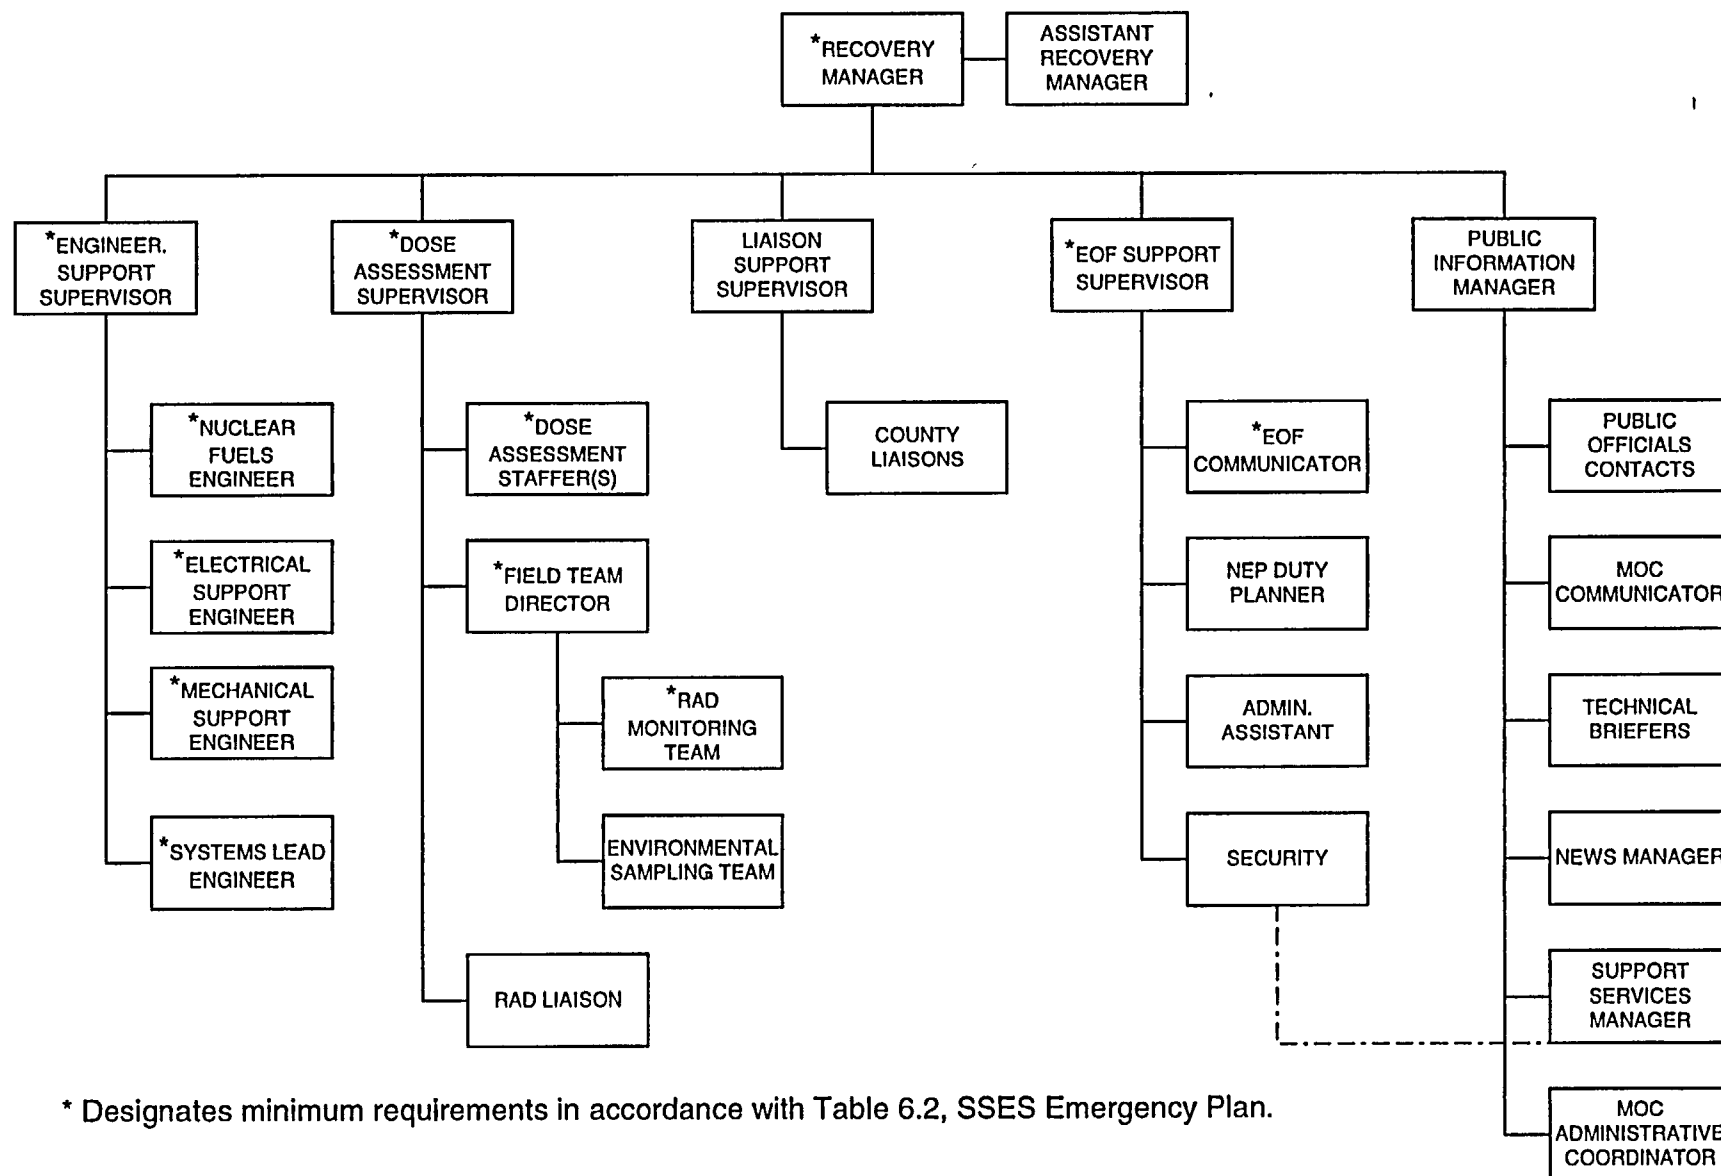 *RECOVERY
MANAGER
ASSISTANT
RECOVERY
MANAGER
*ENGINEER.
SUPPORT
SUPERVISOR
*DOSE
ASSESSMENT
SUPERVISOR
LIAISON
SUPPORT
SUPERVISOR
*EOF SUPPORT
SUPERVISOR
PUBLIC
INFORMATION
MANAGER
*NUCLEAR
FUELS
ENGINEER
*ELECTRICAL
SUPPORT
ENGINEER
*MECHANICAL
SUPPORT
ENGINEER
*SYSTEMS LEAD
ENGINEER
*DOSE
ASSESSMENT
STAFFER(S)
*FIELD TEAM
DIRECTOR
*RAD
MONITORING
TEAM
ENVIRONMENTAL
SAMPLING TEAM
RAD LIAISON
COUNTY
LIAISONS
*EOF
COMMUNICATOR
NEP DUTY
PLANNER
ADMIN.
ASSISTANT
SECURITY
PUBLIC
OFFICIALS
CONTACTS
MOC
COMMUNICATOR
TECHNICAL
BRIEFERS
NEWS MANAGER
SUPPORT
SERVICES
MANAGER
MOC
ADMINISTRATIVE
COORDINATOR
* Designates minimum requirements in accordance with Table 6.2, SSES Emergency Plan.